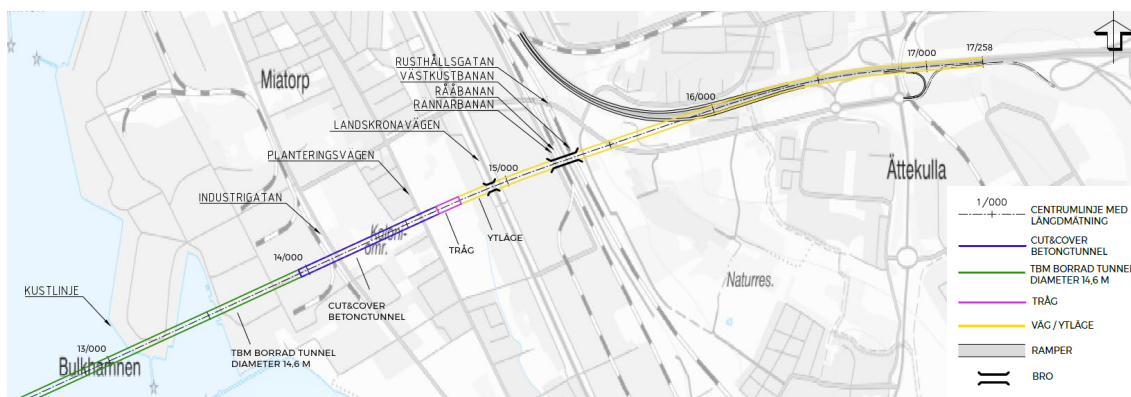 RUSTHÅLLSGATAN
VÄSTKUSTBANAN
RÅÅBANAN
RANNARBANAN
LANDSKRONAVÄGEN
PLANTERINGSVÄGEN
INDUSTRIGATAN
KUSTLINJE
Miatorp
Koloni-
omr.
Bulkhamnen
Ättekulla
Naturres.
13/000
14/000
15/000
16/000
17/000
17/258
TRÅG
YTLÄGE
CUT&COVER
BETONGTUNNEL
TBM BORRAD TUNNEL
DIAMETER 14,6 M
1/000
CENTRUMLINJE MED
LÄNGDMÄTNING
CUT&COVER
BETONGTUNNEL
TBM BORRAD TUNNEL
DIAMETER 14,6 M
TRÅG
VÄG / YTLÄGE
RAMPER
BRO